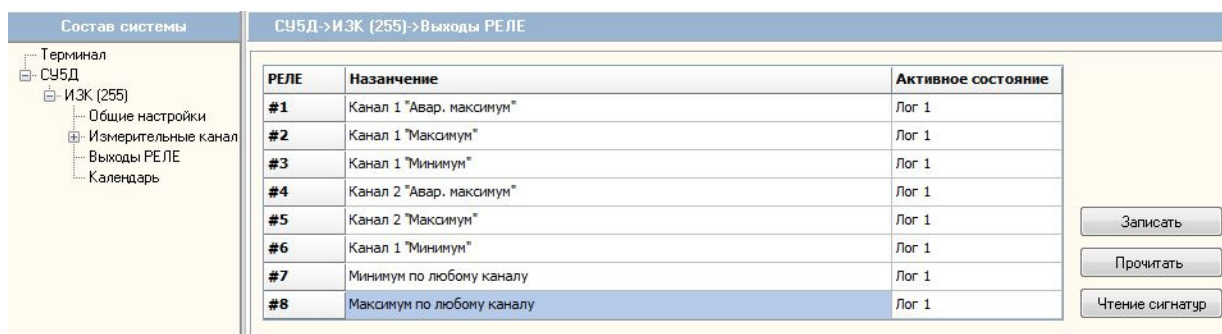 Состав системы
СУ5Д->ИЗК (255)->Выходы РЕЛЕ
Терминал
СУ5Д
ИЗК (255)
Общие настройки
Измерительные канал
Выходы РЕЛЕ
Календарь
РЕЛЕ Назанчение Активное состояние
#1 Канал 1 "Авар. максимум" Лог 1
#2 Канал 1 "Максимум" Лог 1
#3 Канал 1 "Минимум" Лог 1
#4 Канал 2 "Авар. максимум" Лог 1
#5 Канал 2 "Максимум" Лог 1
#6 Канал 1 "Минимум" Лог 1
#7 Минимум по любому каналу Лог 1
#8 Максимум по любому каналу Лог 1
Записать
Прочитать
Чтение сигнатур